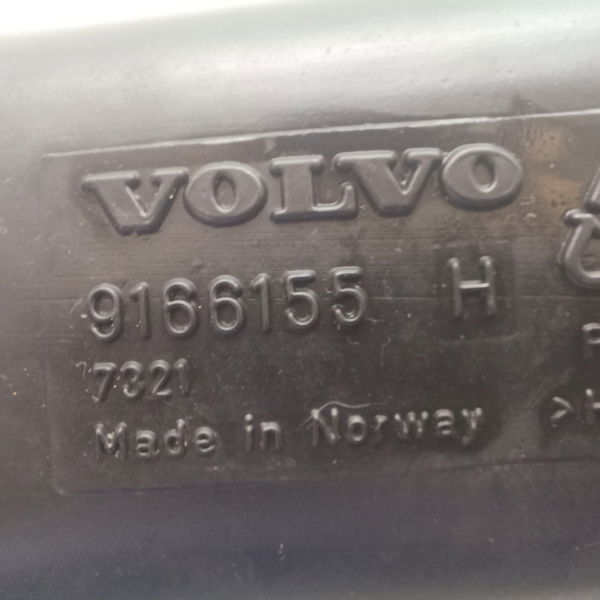 VOLVO
9166155 H
7321
Made in Norway
>H